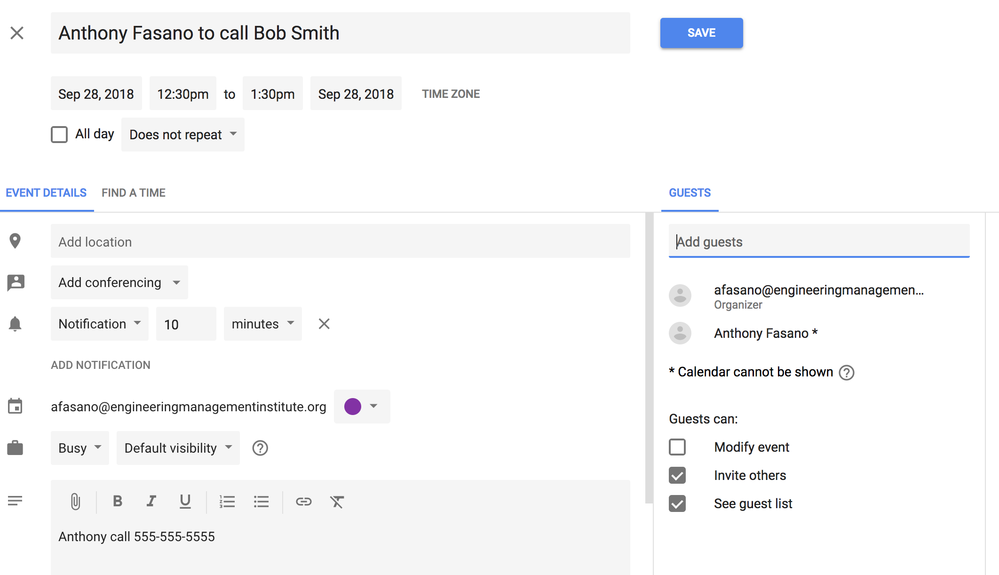 Anthony Fasano to call Bob Smith
SAVE
Sep 28, 2018 12:30pm to 1:30pm Sep 28, 2018 TIME ZONE
All day Does not repeat
EVENT DETAILS FIND A TIME
Add location
Add conferencing
Notification 10 minutes
ADD NOTIFICATION
afasano@engineeringmanagementinstitute.org
Busy Default visibility ?
B I U 1 2 3
Anthony call 555-555-5555
GUESTS
Add guests
afasano@engineeringmanagemen...
Organizer
Anthony Fasano *
* Calendar cannot be shown ?
Guests can:
Modify event
Invite others
See guest list